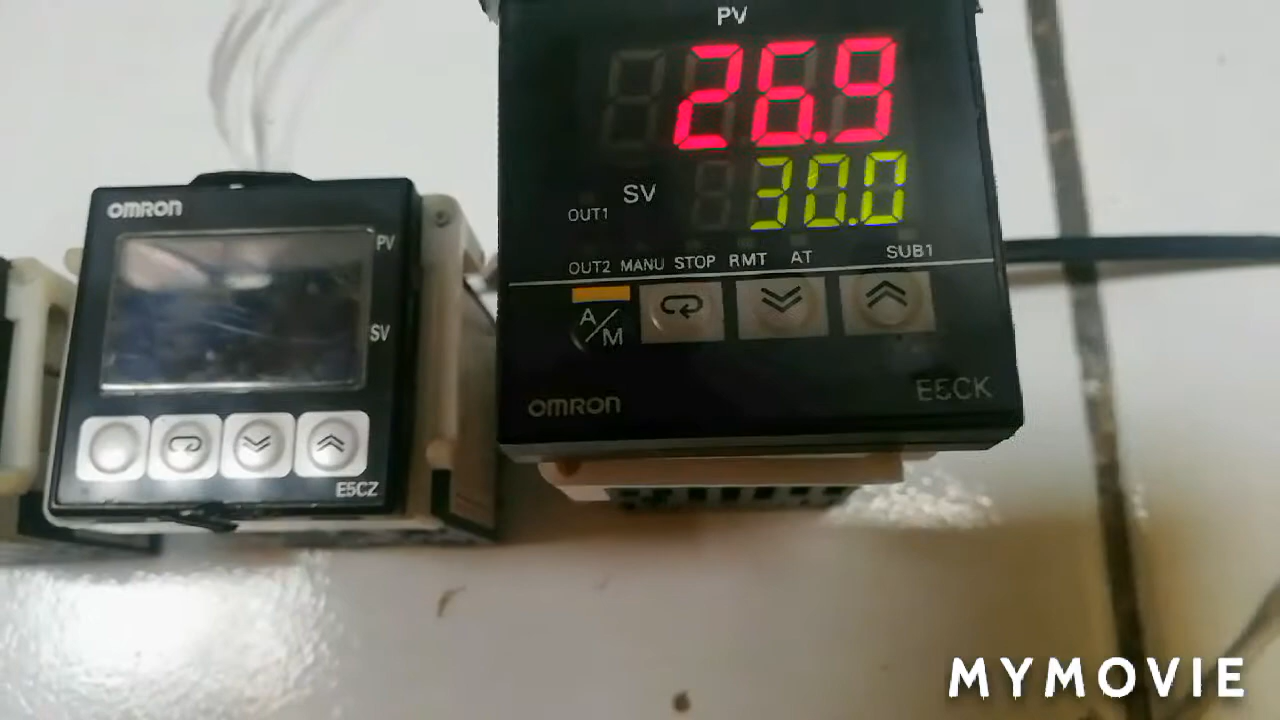 OMRON
PV
SV
E5CZ
PV
26.9
SV
30.0
OUT1
OUT2 MANU STOP RMT AT SUB1
A/M
OMRON
E5CK
MYMOVIE